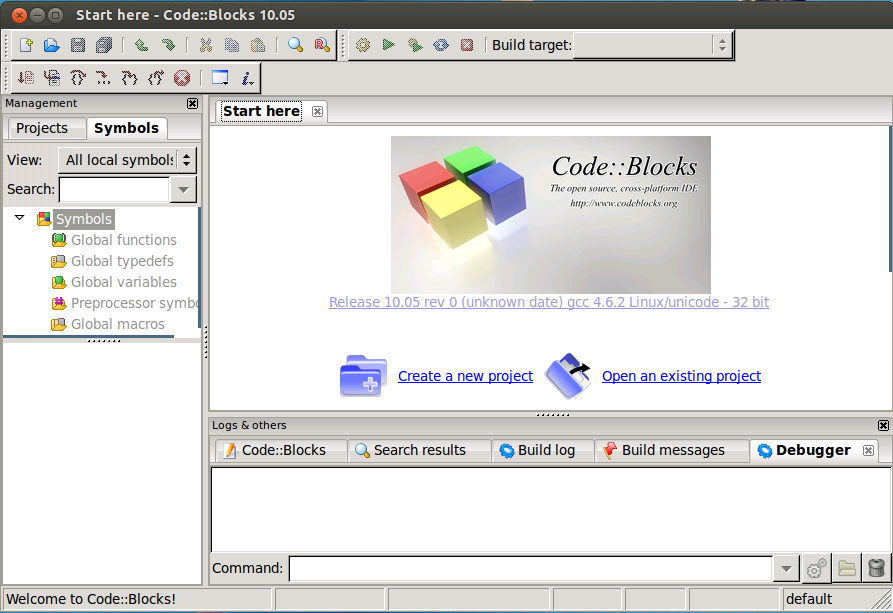 Start here - Code::Blocks 10.05
Build target:
Management
Projects
Symbols
View:
All local symbols
Search:
Symbols
Global functions
Global typedefs
Global variables
Preprocessor symbo
Global macros
Start here
Code::Blocks
The open source, cross-platform IDE
http://www.codeblocks.org
Release 10.05 rev 0 (unknown date) gcc 4.6.2 Linux/unicode - 32 bit
Create a new project
Open an existing project
Logs & others
Code::Blocks
Search results
Build log
Build messages
Debugger
Command:
Welcome to Code::Blocks!
default